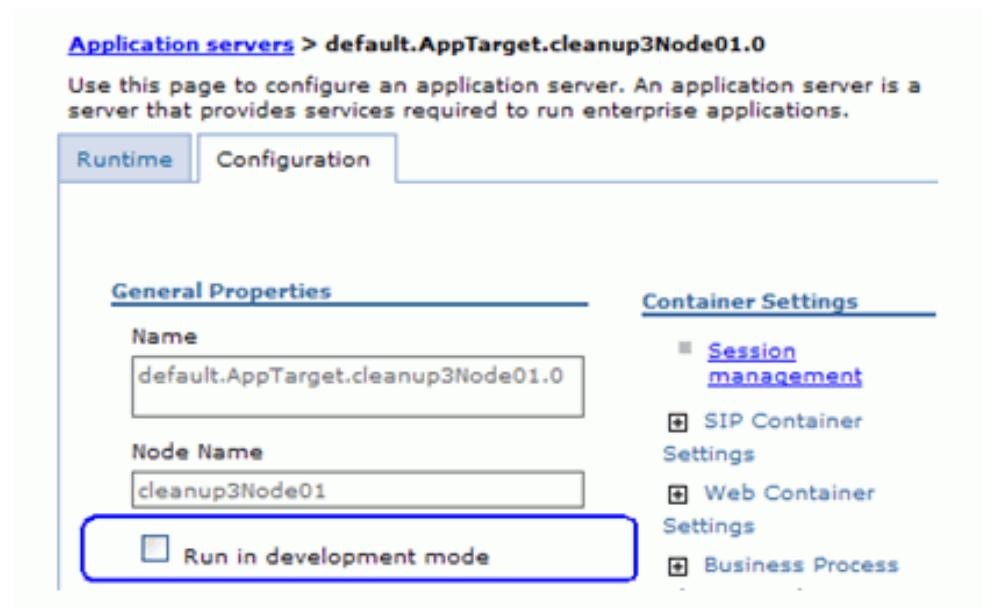 Application servers > default.AppTarget.cleanup3Node01.0
Use this page to configure an application server. An application server is a
server that provides services required to run enterprise applications.
Runtime
Configuration
General Properties
Name
default.AppTarget.cleanup3Node01.0
Node Name
cleanup3Node01
Run in development mode
Container Settings
Session
management
SIP Container
Settings
Web Container
Settings
Business Process